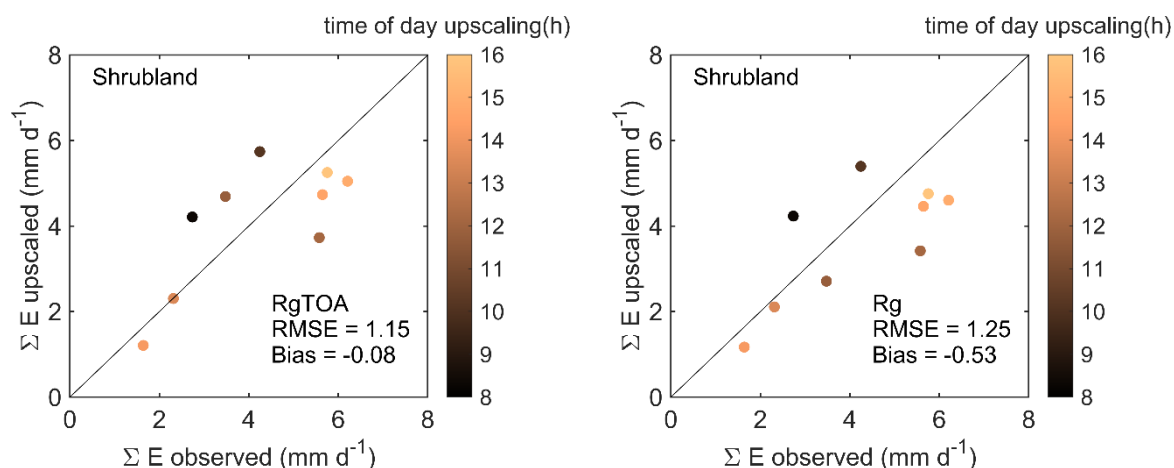 time of day upscaling(h)
8
6
4
2
0
Σ E upscaled (mm d⁻¹)
Shrubland
RgTOA
RMSE = 1.15
Bias = -0.08
0 2 4 6 8
Σ E observed (mm d⁻¹)
16
15
14
13
12
11
10
9
8
time of day upscaling(h)
8
6
4
2
0
Σ E upscaled (mm d⁻¹)
Shrubland
Rg
RMSE = 1.25
Bias = -0.53
0 2 4 6 8
Σ E observed (mm d⁻¹)
16
15
14
13
12
11
10
9
8